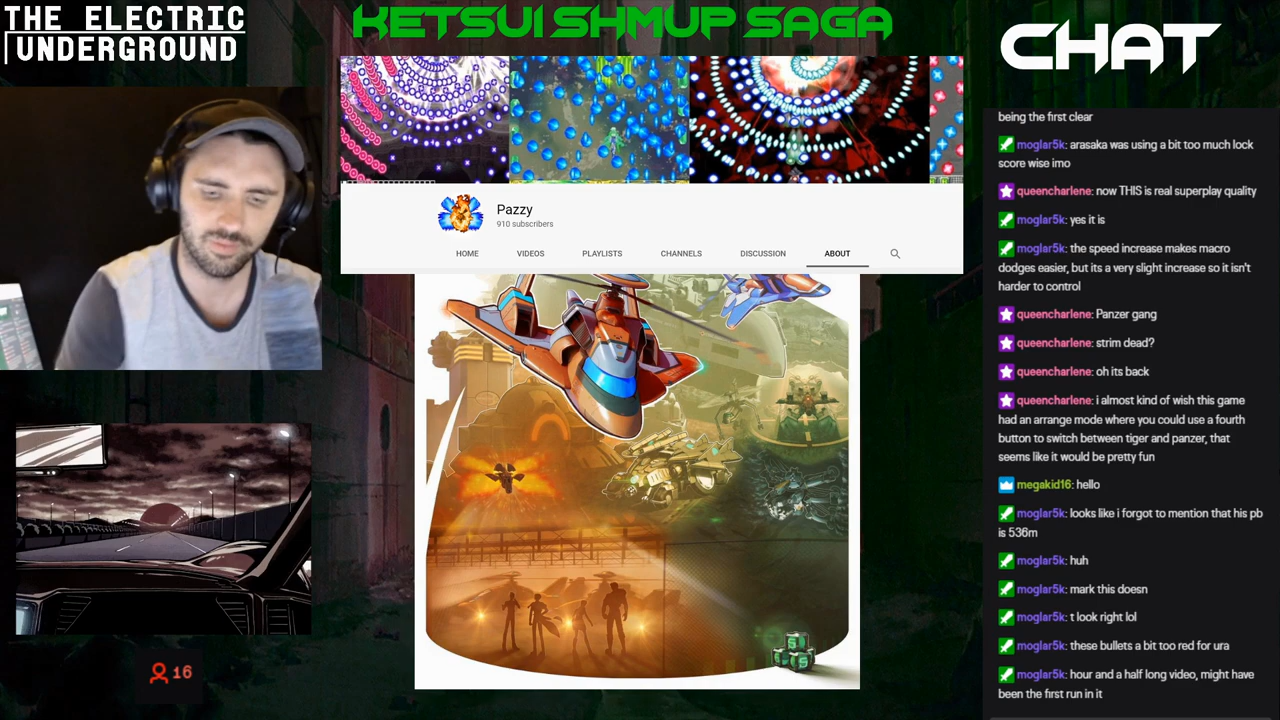 THE ELECTRIC
UNDERGROUND
KETSUI SHMUP SAGA
CHAT
Pazzy
910 subscribers
HOME
VIDEOS
PLAYLISTS
CHANNELS
DISCUSSION
ABOUT
16
being the first clear
moglar5k: arasaka was using a bit too much lock
score wise imo
queencharlene: now THIS is real superplay quality
moglar5k: yes it is
moglar5k: the speed increase makes macro
dodges easier, but its a very slight increase so it isn't
harder to control
queencharlene: Panzer gang
queencharlene: strim dead?
queencharlene: oh its back
queencharlene: i almost kind of wish this game
had an arrange mode where you could use a fourth
button to switch between tiger and panzer, that
seems like it would be pretty fun
megakid16: hello
moglar5k: looks like i forgot to mention that his pb
is 536m
moglar5k: huh
moglar5k: mark this doesn
moglar5k: t look right lol
moglar5k: these bullets a bit too red for ura
moglar5k: hour and a half long video, might have
been the first run in it